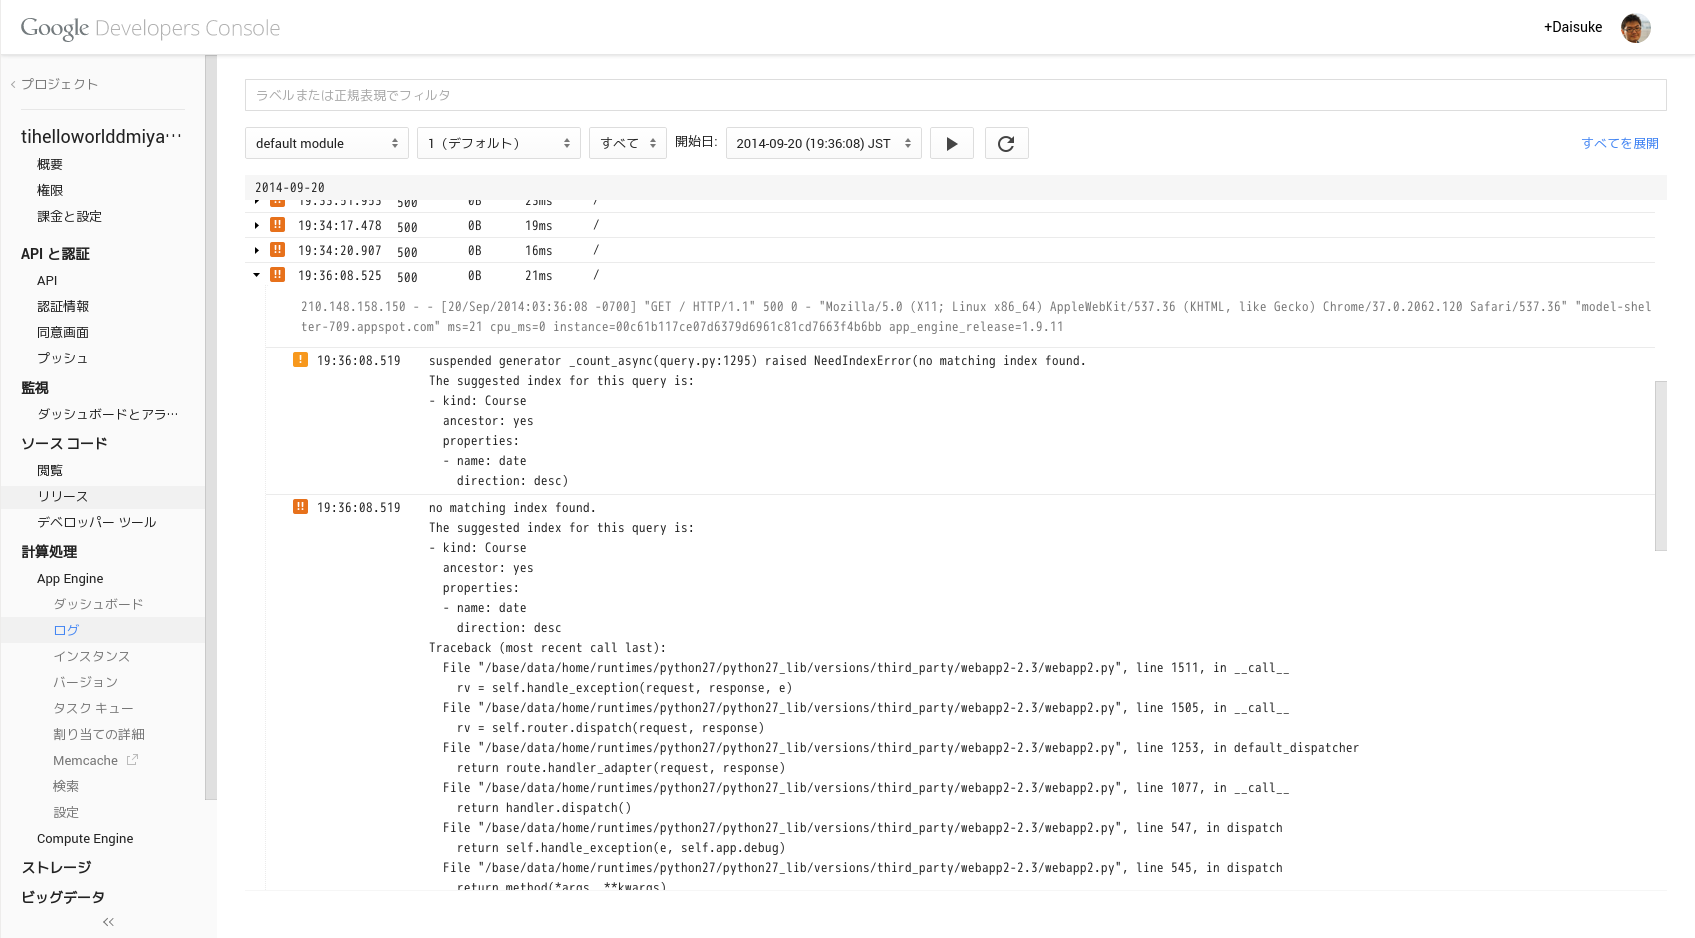 Google Developers Console
+Daisuke
プロジェクト
tihelloworlddmiya…
概要
権限
課金と設定
API と認証
API
認証情報
同意画面
プッシュ
監視
ダッシュボードとアラ…
ソース コード
閲覧
リリース
デベロッパー ツール
計算処理
App Engine
ダッシュボード
ログ
インスタンス
バージョン
タスク キュー
割り当ての詳細
Memcache
検索
設定
Compute Engine
ストレージ
ビッグデータ
ラベルまたは正規表現でフィルタ
default module 1（デフォルト） すべて 開始日: 2014-09-20 (19:36:08) JST すべてを展開
2014-09-20
!! 19:33:51.953 500 0B 23ms /
!! 19:34:17.478 500 0B 19ms /
!! 19:34:20.907 500 0B 16ms /
!! 19:36:08.525 500 0B 21ms /
210.148.158.150 - - [20/Sep/2014:03:36:08 -0700] "GET / HTTP/1.1" 500 0 - "Mozilla/5.0 (X11; Linux x86_64) AppleWebKit/537.36 (KHTML, like Gecko) Chrome/37.0.2062.120 Safari/537.36" "model-shel
ter-709.appspot.com" ms=21 cpu_ms=0 instance=00c61b117ce07d6379d6961c81cd7663f4b6bb app_engine_release=1.9.11
! 19:36:08.519 suspended generator _count_async(query.py:1295) raised NeedIndexError(no matching index found.
The suggested index for this query is:
- kind: Course
ancestor: yes
properties:
- name: date
direction: desc)
!! 19:36:08.519 no matching index found.
The suggested index for this query is:
- kind: Course
ancestor: yes
properties:
- name: date
direction: desc
Traceback (most recent call last):
File "/base/data/home/runtimes/python27/python27_lib/versions/third_party/webapp2-2.3/webapp2.py", line 1511, in __call__
rv = self.handle_exception(request, response, e)
File "/base/data/home/runtimes/python27/python27_lib/versions/third_party/webapp2-2.3/webapp2.py", line 1505, in __call__
rv = self.router.dispatch(request, response)
File "/base/data/home/runtimes/python27/python27_lib/versions/third_party/webapp2-2.3/webapp2.py", line 1253, in default_dispatcher
return route.handler_adapter(request, response)
File "/base/data/home/runtimes/python27/python27_lib/versions/third_party/webapp2-2.3/webapp2.py", line 1077, in __call__
return handler.dispatch()
File "/base/data/home/runtimes/python27/python27_lib/versions/third_party/webapp2-2.3/webapp2.py", line 547, in dispatch
return self.handle_exception(e, self.app.debug)
File "/base/data/home/runtimes/python27/python27_lib/versions/third_party/webapp2-2.3/webapp2.py", line 545, in dispatch
return method(*args, **kwargs)